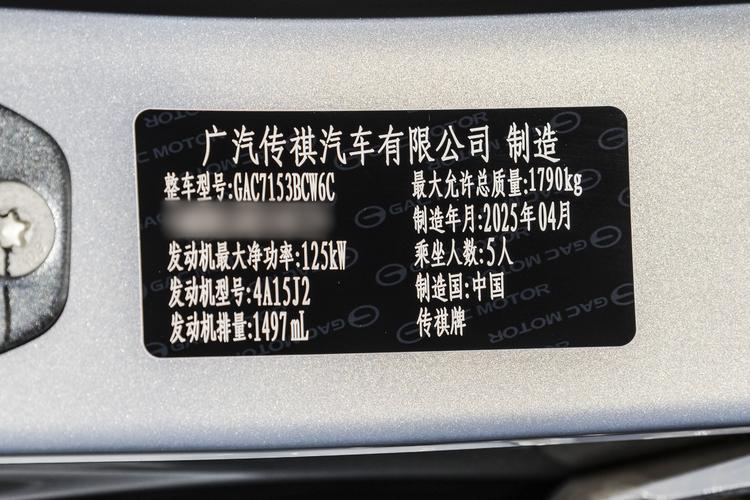 广汽传祺汽车有限公司 制造
整车型号:GAC7153BCW6C
最大允许总质量:1790kg
制造年月:2025年04月
发动机最大净功率:125kW
乘坐人数:5人
发动机型号:4A15J2
制造国:中国
发动机排量:1497mL
传祺牌
GAC MOTOR